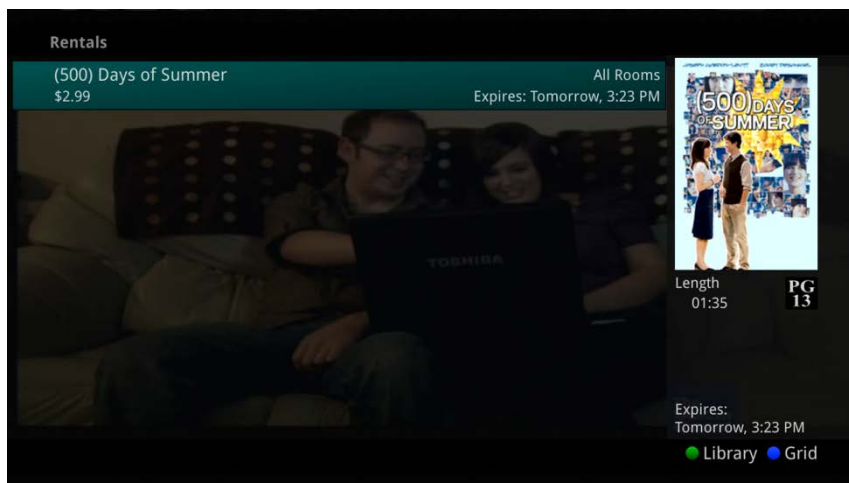 Rentals
(500) Days of Summer
All Rooms
$2.99
Expires: Tomorrow, 3:23 PM
TOSHIBA
(500) DAYS
OF SUMMER
Length
01:35
PG
13
Expires:
Tomorrow, 3:23 PM
Library
Grid